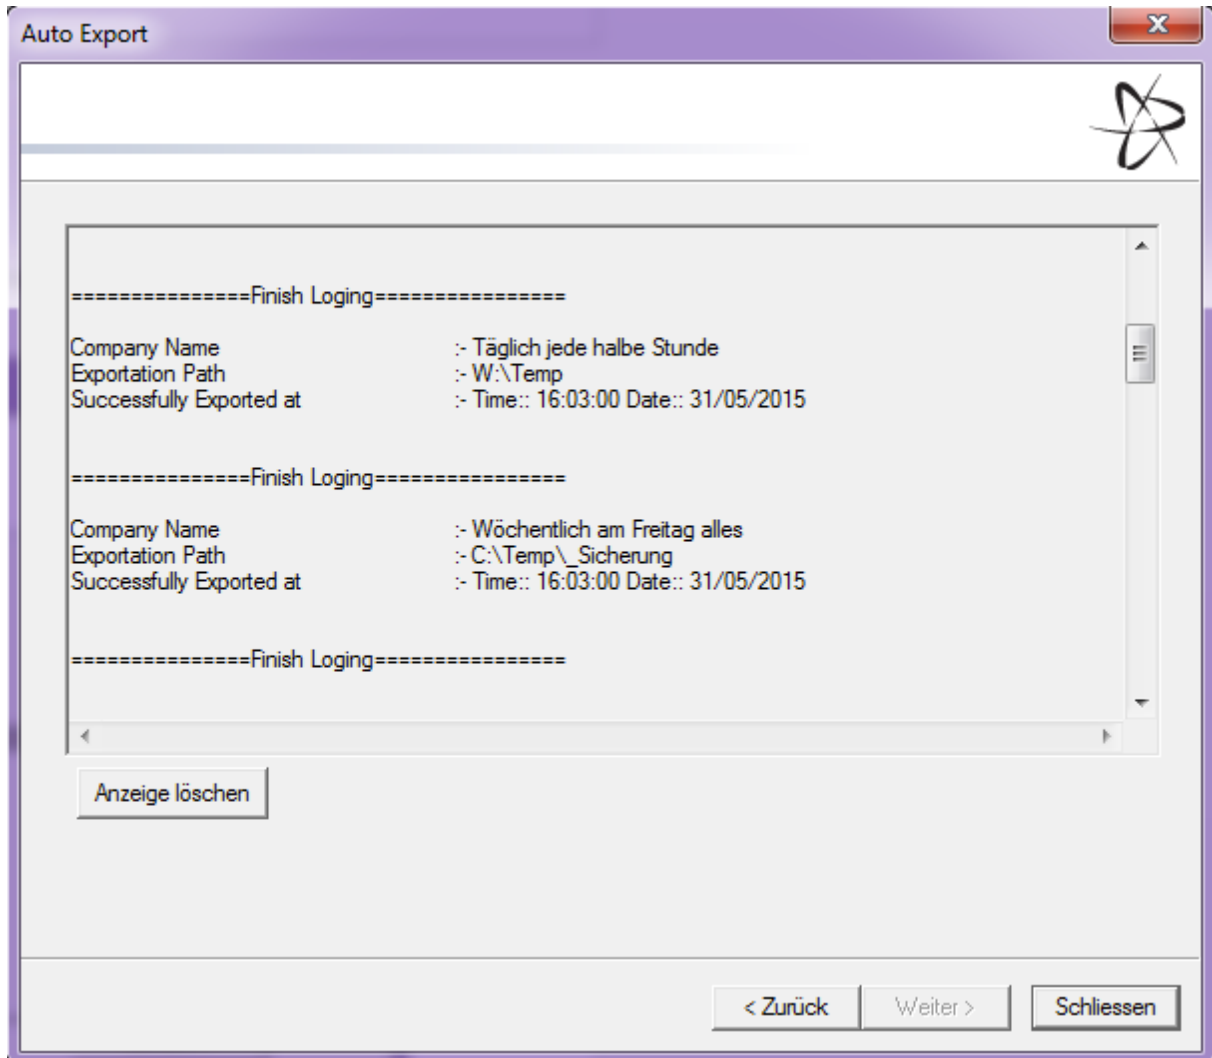 Auto Export
===============Finish Loging================
Company Name :- Täglich jede halbe Stunde
Exportation Path :- W:\Temp
Successfully Exported at :- Time:: 16:03:00 Date:: 31/05/2015
===============Finish Loging================
Company Name :- Wöchentlich am Freitag alles
Exportation Path :- C:\Temp\_Sicherung
Successfully Exported at :- Time:: 16:03:00 Date:: 31/05/2015
===============Finish Loging================
Anzeige löschen
< Zurück Weiter > Schliessen